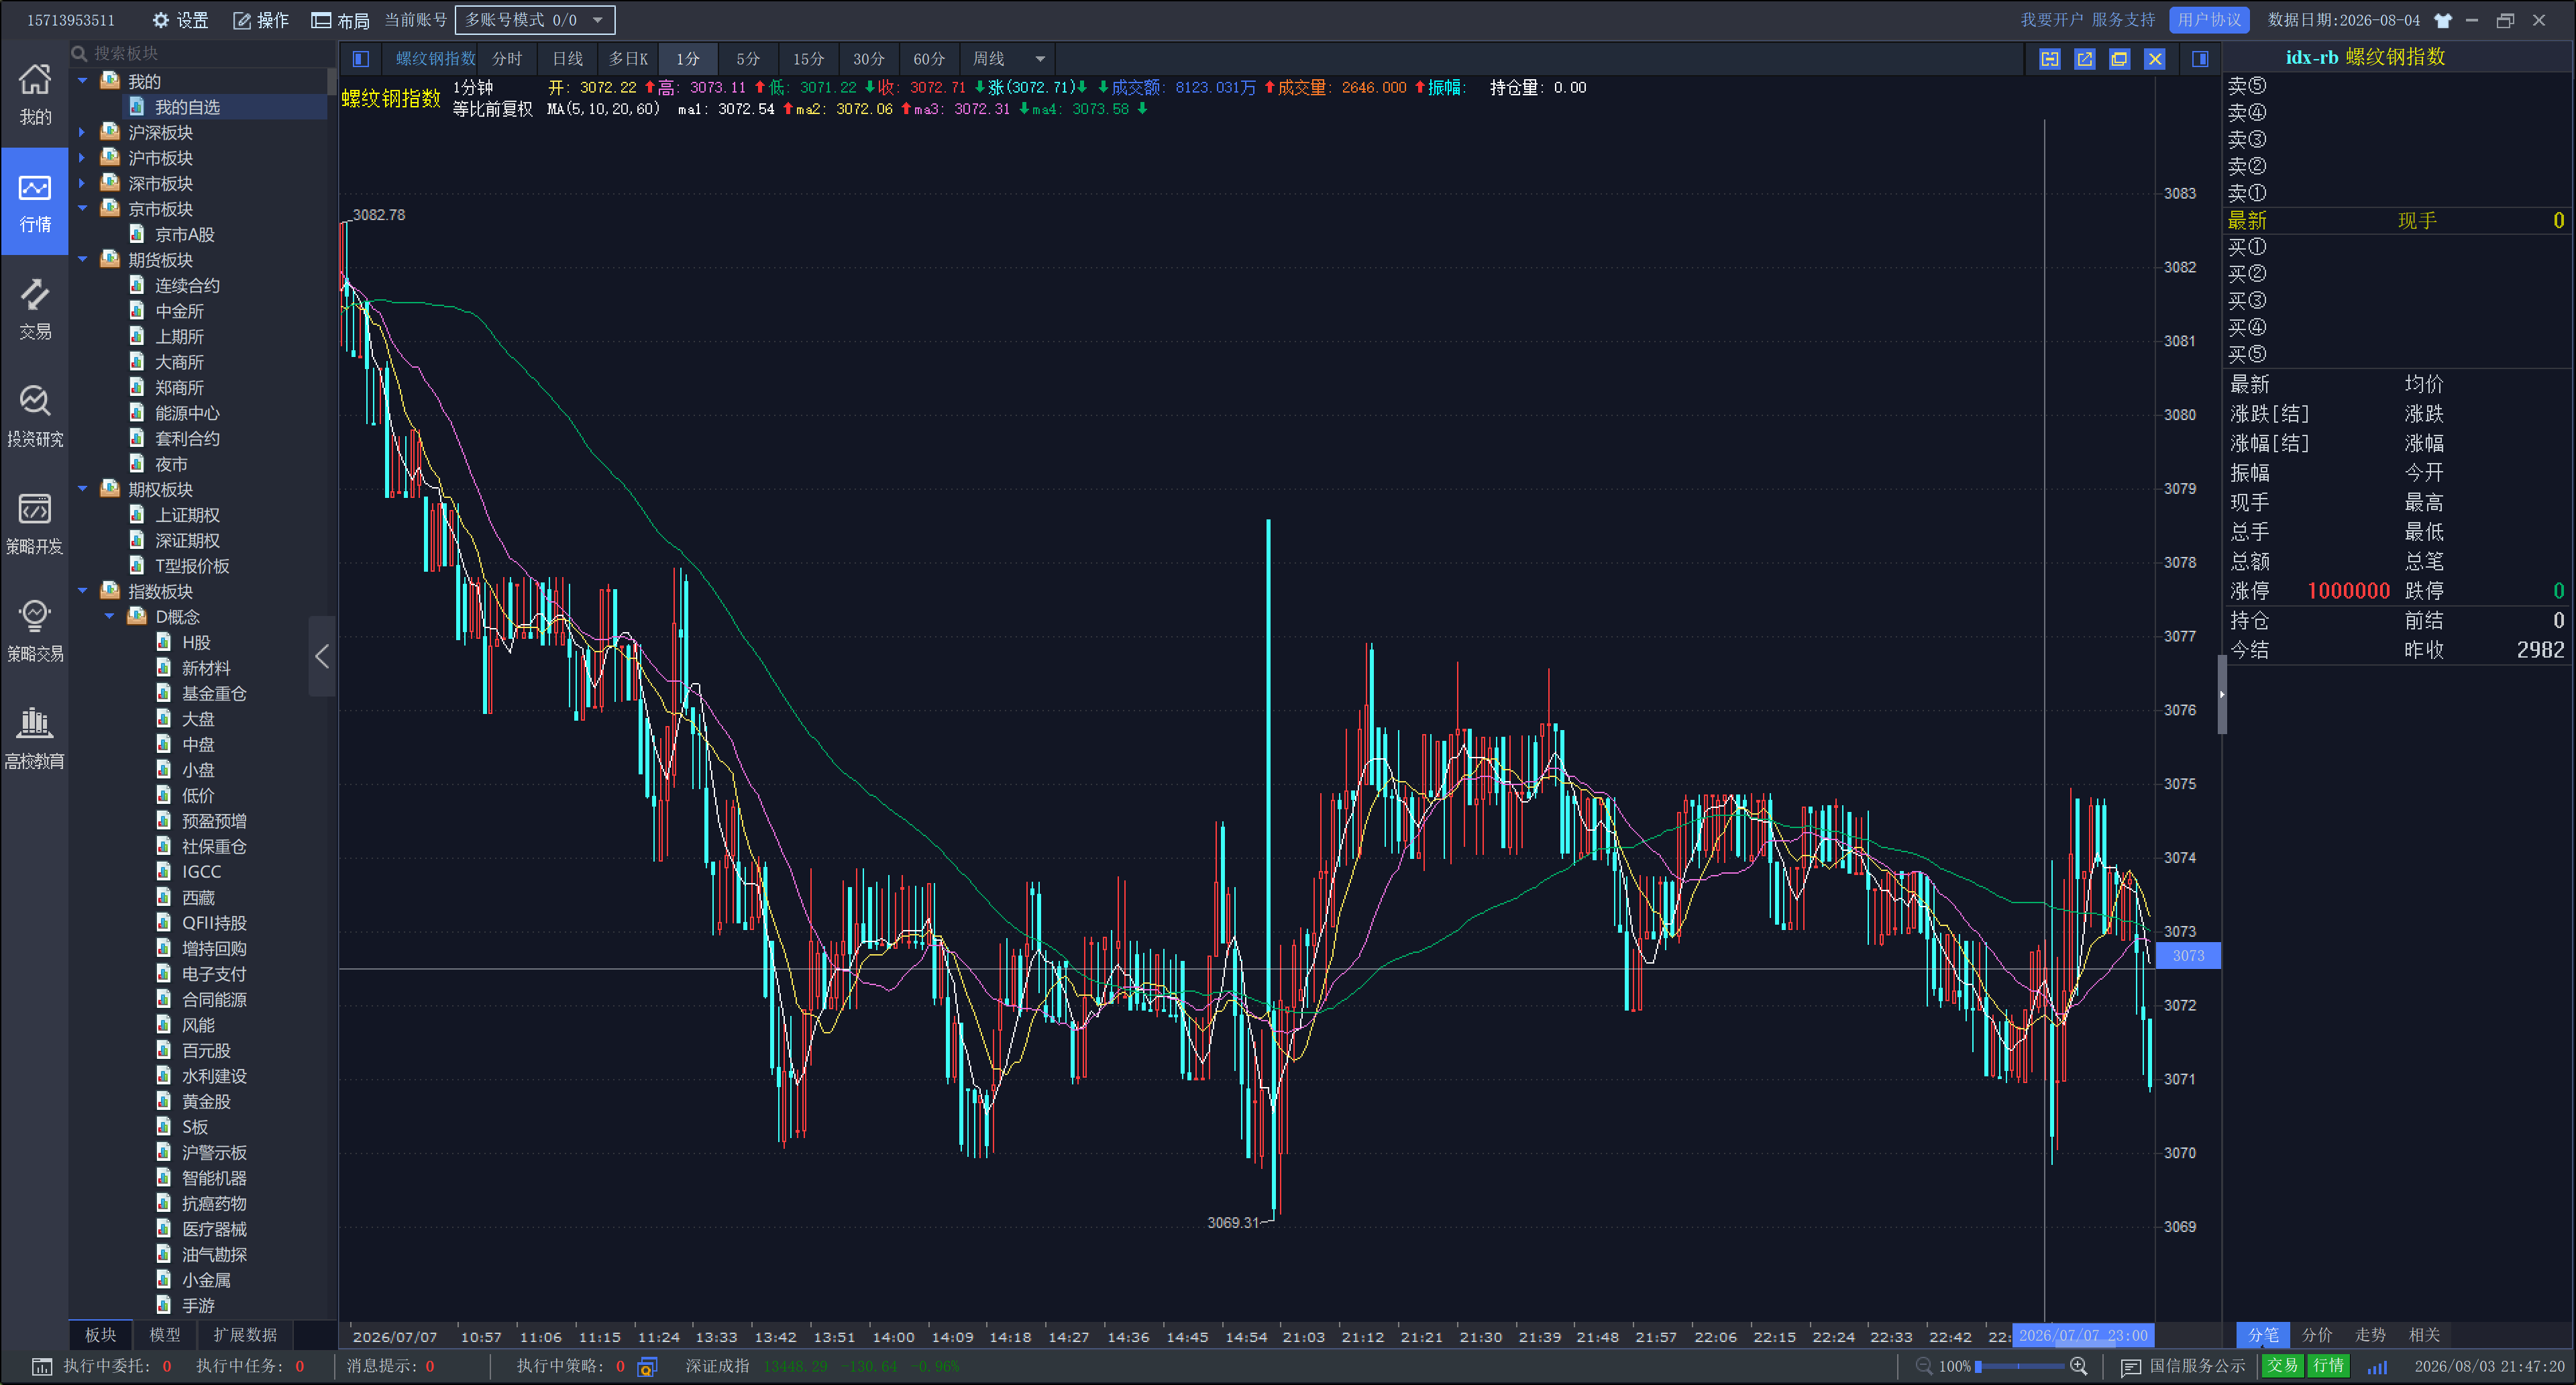 15713953511 设置 操作 布局 当前账号 多账号模式 0/0 我要开户 服务支持 用户协议 数据日期:2026-08-04
我的
行情
交易
投资研究
策略开发
策略交易
高校教育
搜索板块
我的
我的自选
沪深板块
沪市板块
深市板块
京市板块
京市A股
期货板块
连续合约
中金所
上期所
大商所
郑商所
能源中心
套利合约
夜市
期权板块
上证期权
深证期权
T型报价板
指数板块
D概念
H股
新材料
基金重仓
大盘
中盘
小盘
低价
预盈预增
社保重仓
IGCC
西藏
QFII持股
增持回购
电子支付
合同能源
风能
百元股
水利建设
黄金股
S板
沪警示板
智能机器
抗癌药物
医疗器械
油气勘探
小金属
手游
板块 模型 扩展数据
螺纹钢指数 分时 日线 多日K 1分 5分 15分 30分 60分 周线
螺纹钢指数
1分钟 开: 3072.22 高: 3073.11 低: 3071.22 收: 3072.71 涨(3072.71) 成交额: 8123.031万 成交量: 2646.000 振幅: 持仓量: 0.00
等比前复权 MA(5,10,20,60) ma1: 3072.54 ma2: 3072.06 ma3: 3072.31 ma4: 3073.58
3082.78
3069.31
3083
3082
3081
3080
3079
3078
3077
3076
3075
3074
3073
3073
3072
3071
3070
3069
2026/07/07 10:57 11:06 11:15 11:24 13:33 13:42 13:51 14:00 14:09 14:18 14:27 14:36 14:45 14:54 21:03 21:12 21:21 21:30 21:39 21:48 21:57 22:06 22:15 22:24 22:33 22:42 22: 2026/07/07 23:00
idx-rb 螺纹钢指数
卖⑤
卖④
卖③
卖②
卖①
最新 现手 0
买①
买②
买③
买④
买⑤
最新 均价
涨跌[结] 涨跌
涨幅[结] 涨幅
振幅 今开
现手 最高
总手 最低
总额 总笔
涨停 1000000 跌停 0
持仓 前结 0
今结 昨收 2982
分笔 分价 走势 相关
执行中委托: 0 执行中任务: 0 消息提示: 0 执行中策略: 0 深证成指 13448.29 -130.64 -0.96% 100% 国信服务公示 交易 行情 2026/08/03 21:47:20